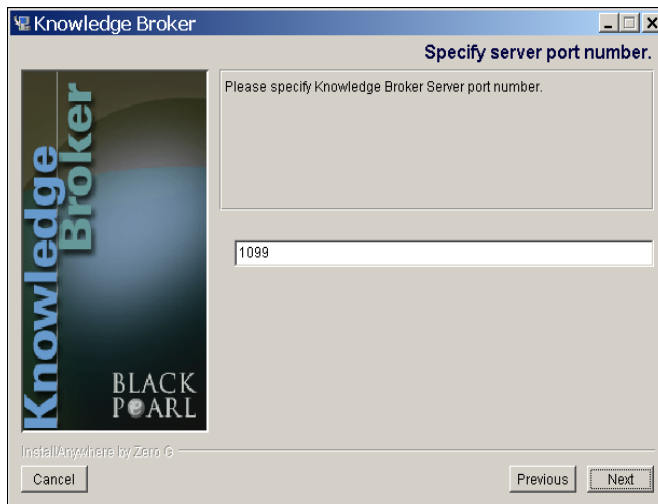 Knowledge Broker
Specify server port number.
Please specify Knowledge Broker Server port number.
Knowledge
Broker
BLACK
PeARL
1099
InstallAnywhere by Zero G
Cancel
Previous
Next